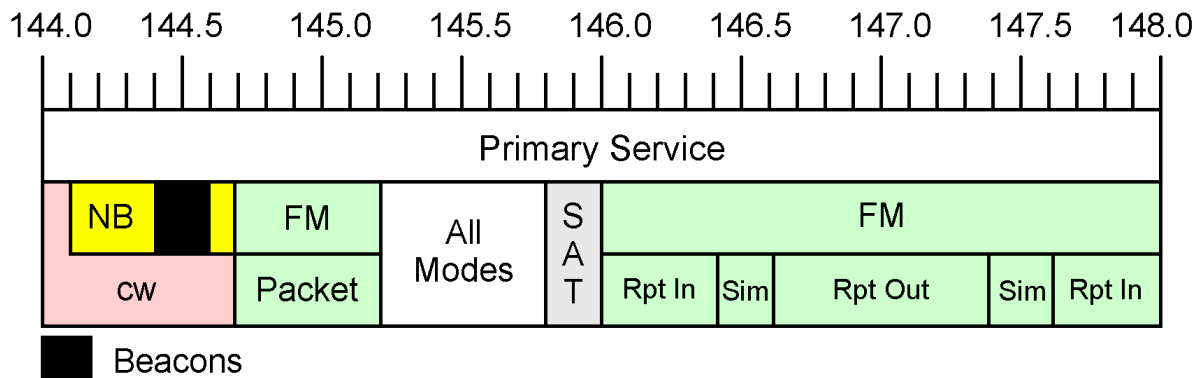 144.0 144.5 145.0 145.5 146.0 146.5 147.0 147.5 148.0
Primary Service
NB FM All Modes SAT FM
CW Packet Rpt In Sim Rpt Out Sim Rpt In
Beacons